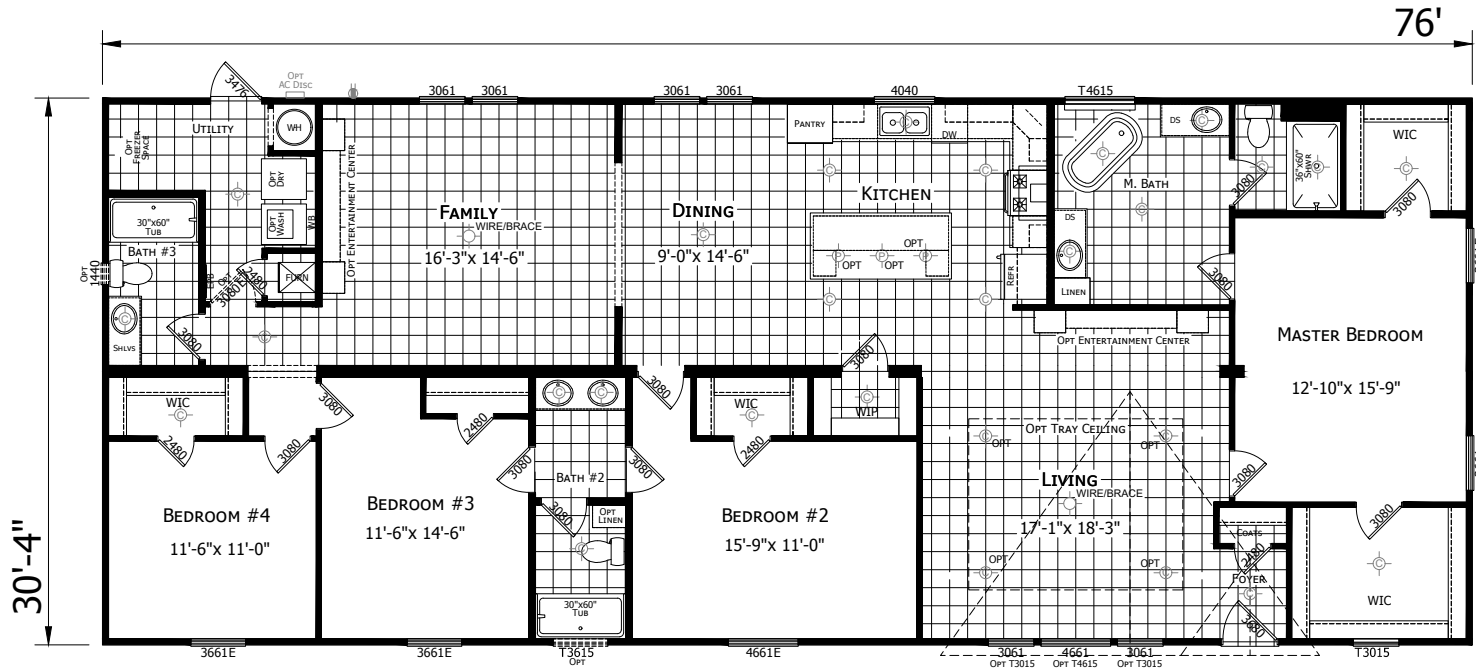 76'
30'-4"
OPT
AC DISC
3476
3061 3061
3061 3061
4040
T4615
UTILITY
WH
OPT
FREEZER
SPACE
OPT
DRY
OPT
WASH
WB
OPT ENTERTAINMENT CENTER
FAMILY
WIRE/BRACE
16'-3"x 14'-6"
DINING
9'-0"x 14'-6"
PANTRY
DW
KITCHEN
OPT
OPT OPT
REFR
DS
M. BATH
DS
LINEN
3080
36"x60"
SHWR
WIC
3080
3080
30"x60"
TUB
BATH #3
OPT
1440
SHLVS
3080
EPB
OPT
3080E
2480
FURN
OPT ENTERTAINMENT CENTER
MASTER BEDROOM
12'-10"x 15'-9"
WIC
2480
3080
3080
2480
3080
WIC
2480
3080
WIP
OPT TRAY CEILING
OPT
OPT
3080
BEDROOM #4
11'-6"x 11'-0"
BEDROOM #3
11'-6"x 14'-6"
3080
BATH #2
3080
3080
OPT
LINEN
30"x60"
TUB
BEDROOM #2
15'-9"x 11'-0"
LIVING
WIRE/BRACE
17'-1"x 18'-3"
OPT
OPT
COATS
2480
FOYER
3680
3080
WIC
3661E
3661E
T3615
OPT
4661E
3061 4661 3061
OPT T3015 OPT T4615 OPT T3015
T3015